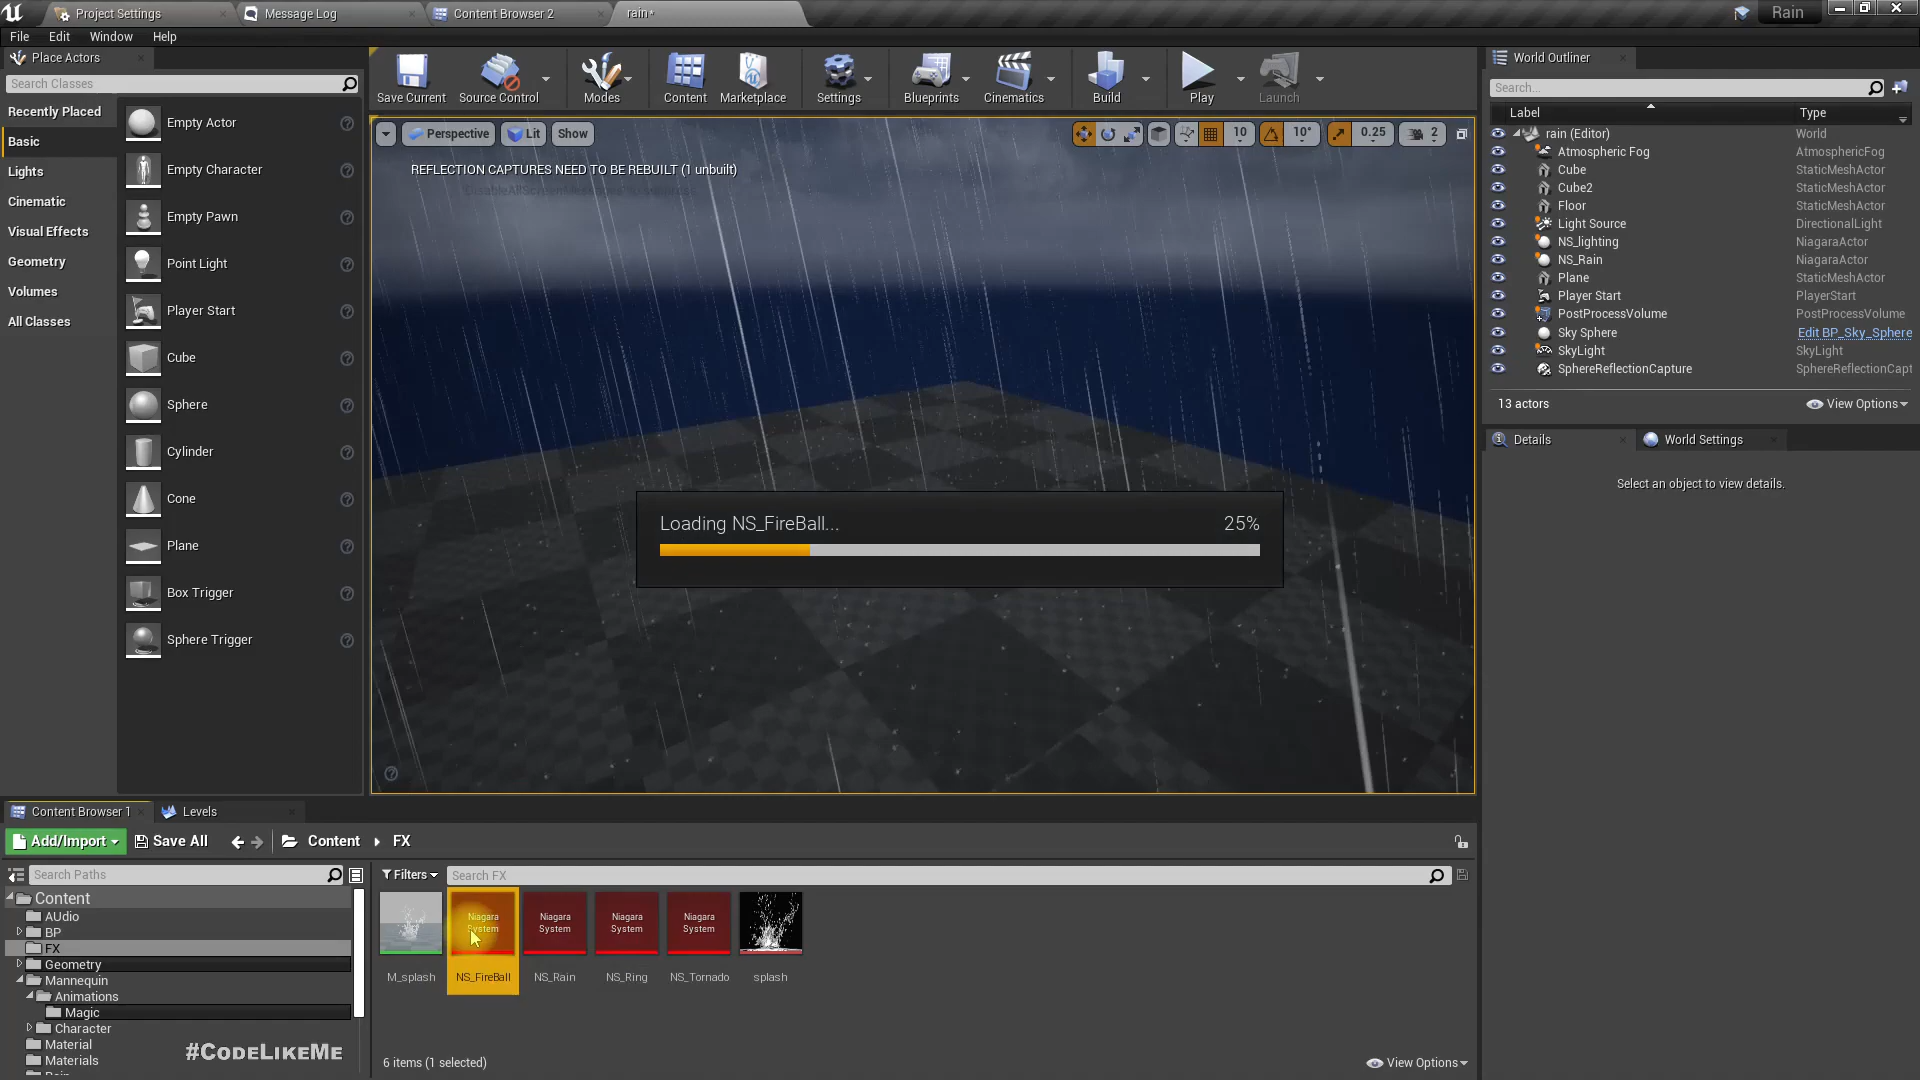 Project Settings
Message Log
Content Browser 2
rain*
Rain
File Edit Window Help
Place Actors
Search Classes
Recently Placed
Basic
Lights
Cinematic
Visual Effects
Geometry
Volumes
All Classes
Empty Actor
Empty Character
Empty Pawn
Point Light
Player Start
Cube
Sphere
Cylinder
Cone
Plane
Box Trigger
Sphere Trigger
Save Current
Source Control
Modes
Content
Marketplace
Settings
Blueprints
Cinematics
Build
Play
Launch
Perspective
Lit
Show
10
10°
0.25
2
REFLECTION CAPTURES NEED TO BE REBUILT (1 unbuilt)
Loading NS_FireBall...
25%
World Outliner
Search...
Label Type
rain (Editor) World
Atmospheric Fog AtmosphericFog
Cube StaticMeshActor
Cube2 StaticMeshActor
Floor StaticMeshActor
Light Source DirectionalLight
NS_lighting NiagaraActor
NS_Rain NiagaraActor
Plane StaticMeshActor
Player Start PlayerStart
PostProcessVolume PostProcessVolume
Sky Sphere Edit BP_Sky_Sphere
SkyLight SkyLight
SphereReflectionCapture SphereReflectionCapt
13 actors
View Options
Details
World Settings
Select an object to view details.
Content Browser 1
Levels
Add/Import
Save All
Content
FX
Search Paths
Filters
Search FX
Content
AUdio
BP
FX
Geometry
Mannequin
Animations
Magic
Character
Material
Materials
#CODELIKEME
Niagara
System
Niagara
System
Niagara
System
Niagara
System
M_splash
NS_FireBall
NS_Rain
NS_Ring
NS_Tornado
splash
6 items (1 selected)
View Options